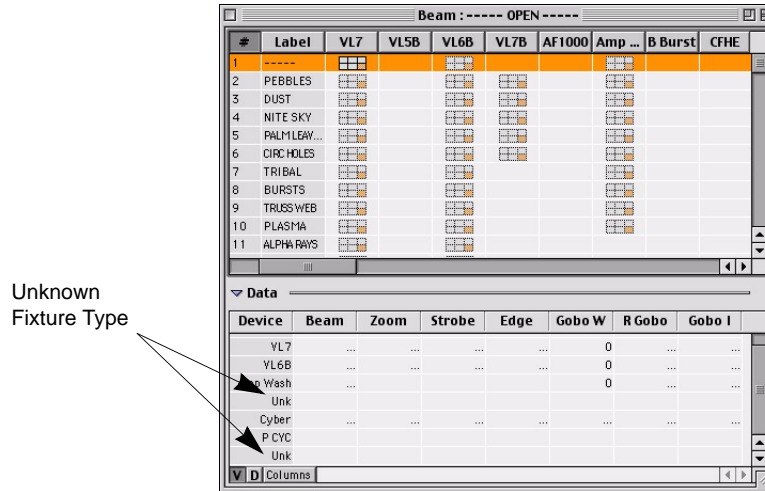 Beam : ----- OPEN -----
# Label VL7 VL5B VL6B VL7B AF1000 Amp ... B Burst CFHE
1 -----
2 PEBBLES
3 DUST
4 NITE SKY
5 PALM LEAV...
6 CIRC HOLES
7 TRIBAL
8 BURSTS
9 TRUSS WEB
10 PLASMA
11 ALPHA RAYS
Unknown
Fixture Type
Data
Device Beam Zoom Strobe Edge Gobo W R Gobo Gobo I
VL7 ... ... ... ... 0 ... ...
VL6B ... ... ... ... 0 ... ...
Wash ... 0 ... ...
Unk
Cyber ... ... ... ... ... ... ...
P CYC
Unk
V D Columns